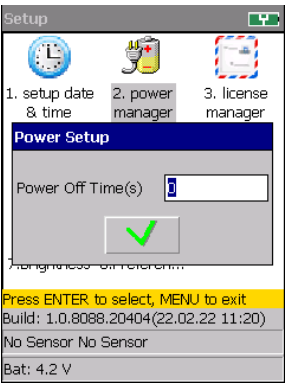 Setup
1. setup date
& time
2. power
manager
3. license
manager
Power Setup
Power Off Time(s) 0
Press ENTER to select, MENU to exit
Build: 1.0.8088.20404(22.02.22 11:20)
No Sensor No Sensor
Bat: 4.2 V